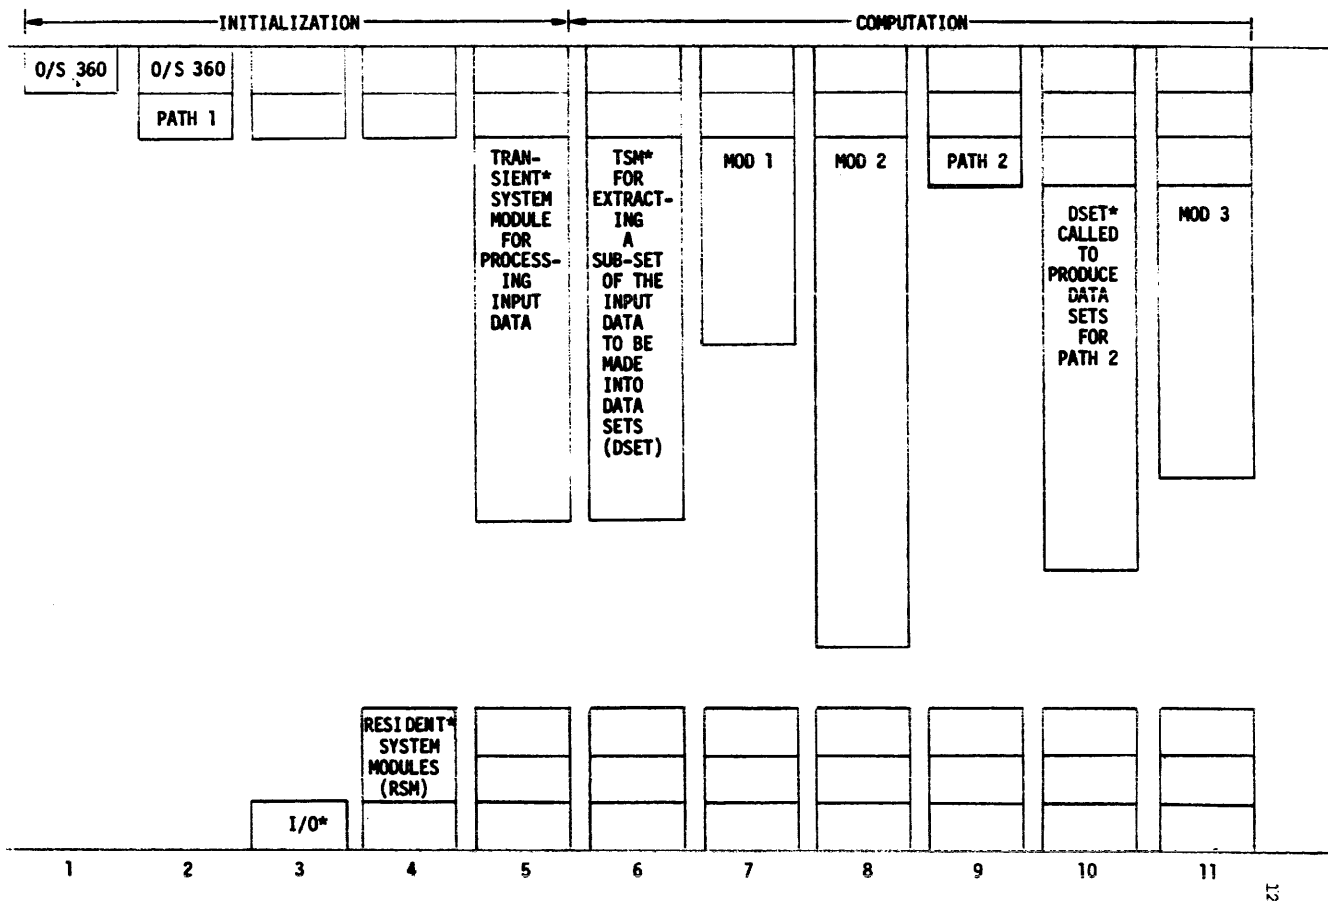 INITIALIZATION
COMPUTATION
O/S 360
O/S 360
PATH 1
TRAN-
SIENT*
SYSTEM
MODULE
FOR
PROCESS-
ING
INPUT
DATA
TSM*
FOR
EXTRACT-
ING
A
SUB-SET
OF THE
INPUT
DATA
TO BE
MADE
INTO
DATA
SETS
(DSET)
MOD 1
MOD 2
PATH 2
DSET*
CALLED
TO
PRODUCE
DATA
SETS
FOR
PATH 2
MOD 3
RESIDENT*
SYSTEM
MODULES
(RSM)
I/O*
1 2 3 4 5 6 7 8 9 10 11
12